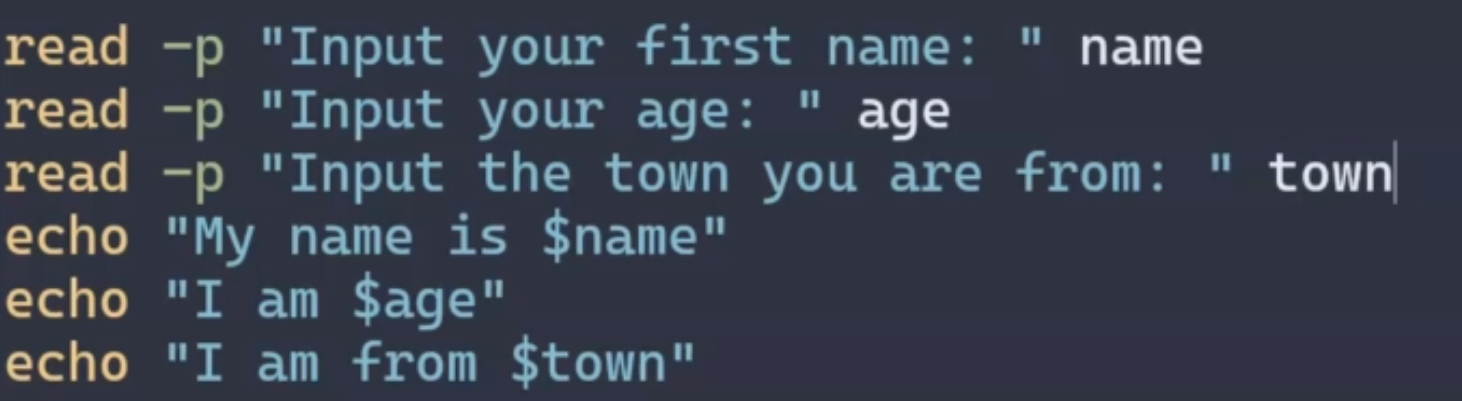 read -p "Input your first name: " name
read -p "Input your age: " age
read -p "Input the town you are from: " town
echo "My name is $name"
echo "I am $age"
echo "I am from $town"